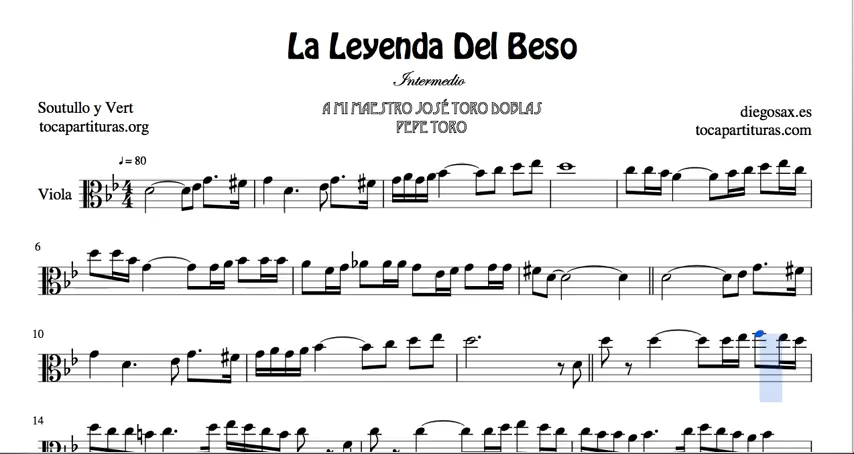 La Leyenda Del Beso
Intermedio
Soutullo y Vert
A MI MAESTRO JOSÉ TORO DOBLAS
diegosax.es
tocapartituras.org
PEPE TORO
tocapartituras.com
♩ = 80
Viola
6
10
14